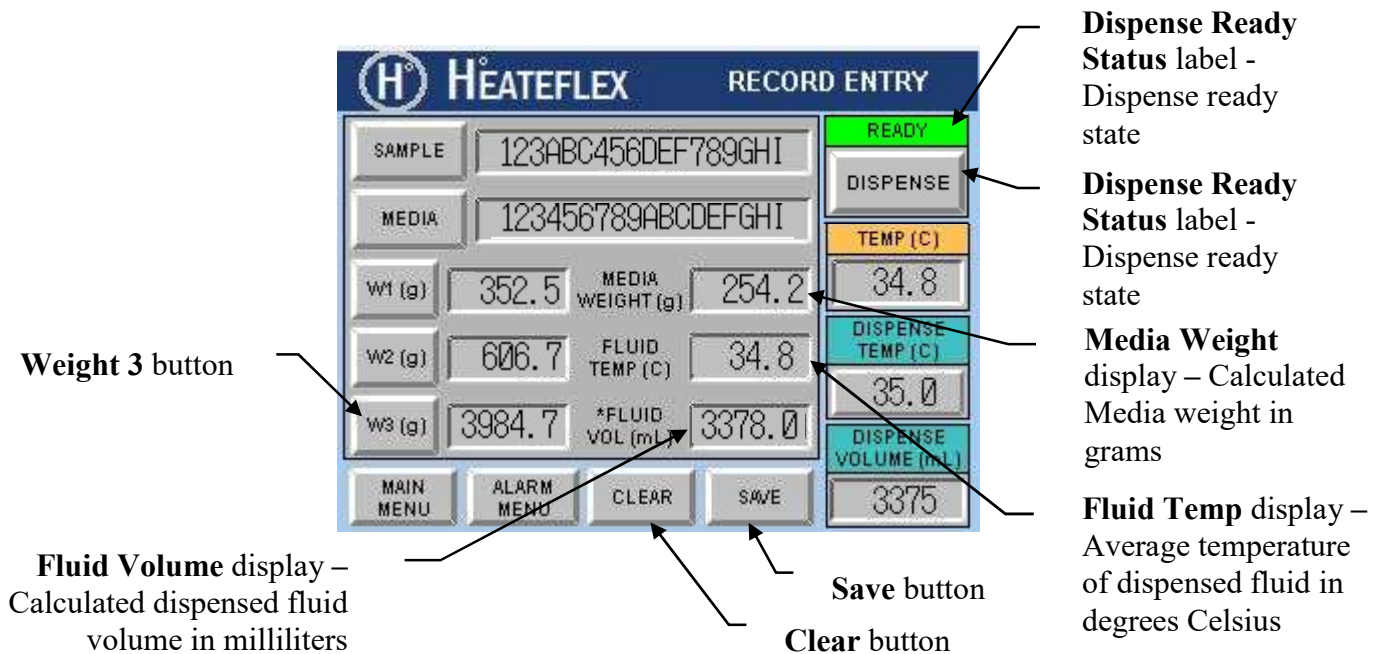 Dispense Ready
Status label -
Dispense ready
state
H° HEATEFLEX RECORD ENTRY
SAMPLE 123ABC456DEF789GHI
READY
DISPENSE
MEDIA 123456789ABCDEFGHI
Dispense Ready
Status label -
Dispense ready
state
TEMP (C)
34.8
W1 (g) 352.5 MEDIA
WEIGHT (g) 254.2
Media Weight
display – Calculated
Media weight in
grams
Weight 3 button
W2 (g) 606.7 FLUID
TEMP (C) 34.8
DISPENSE
TEMP (C)
35.0
W3 (g) 3984.7 *FLUID
VOL (mL) 3378.0
DISPENSE
VOLUME (mL)
3375
MAIN
MENU
ALARM
MENU
CLEAR
SAVE
Fluid Temp display –
Average temperature
of dispensed fluid in
degrees Celsius
Fluid Volume display –
Calculated dispensed fluid
volume in milliliters
Save button
Clear button